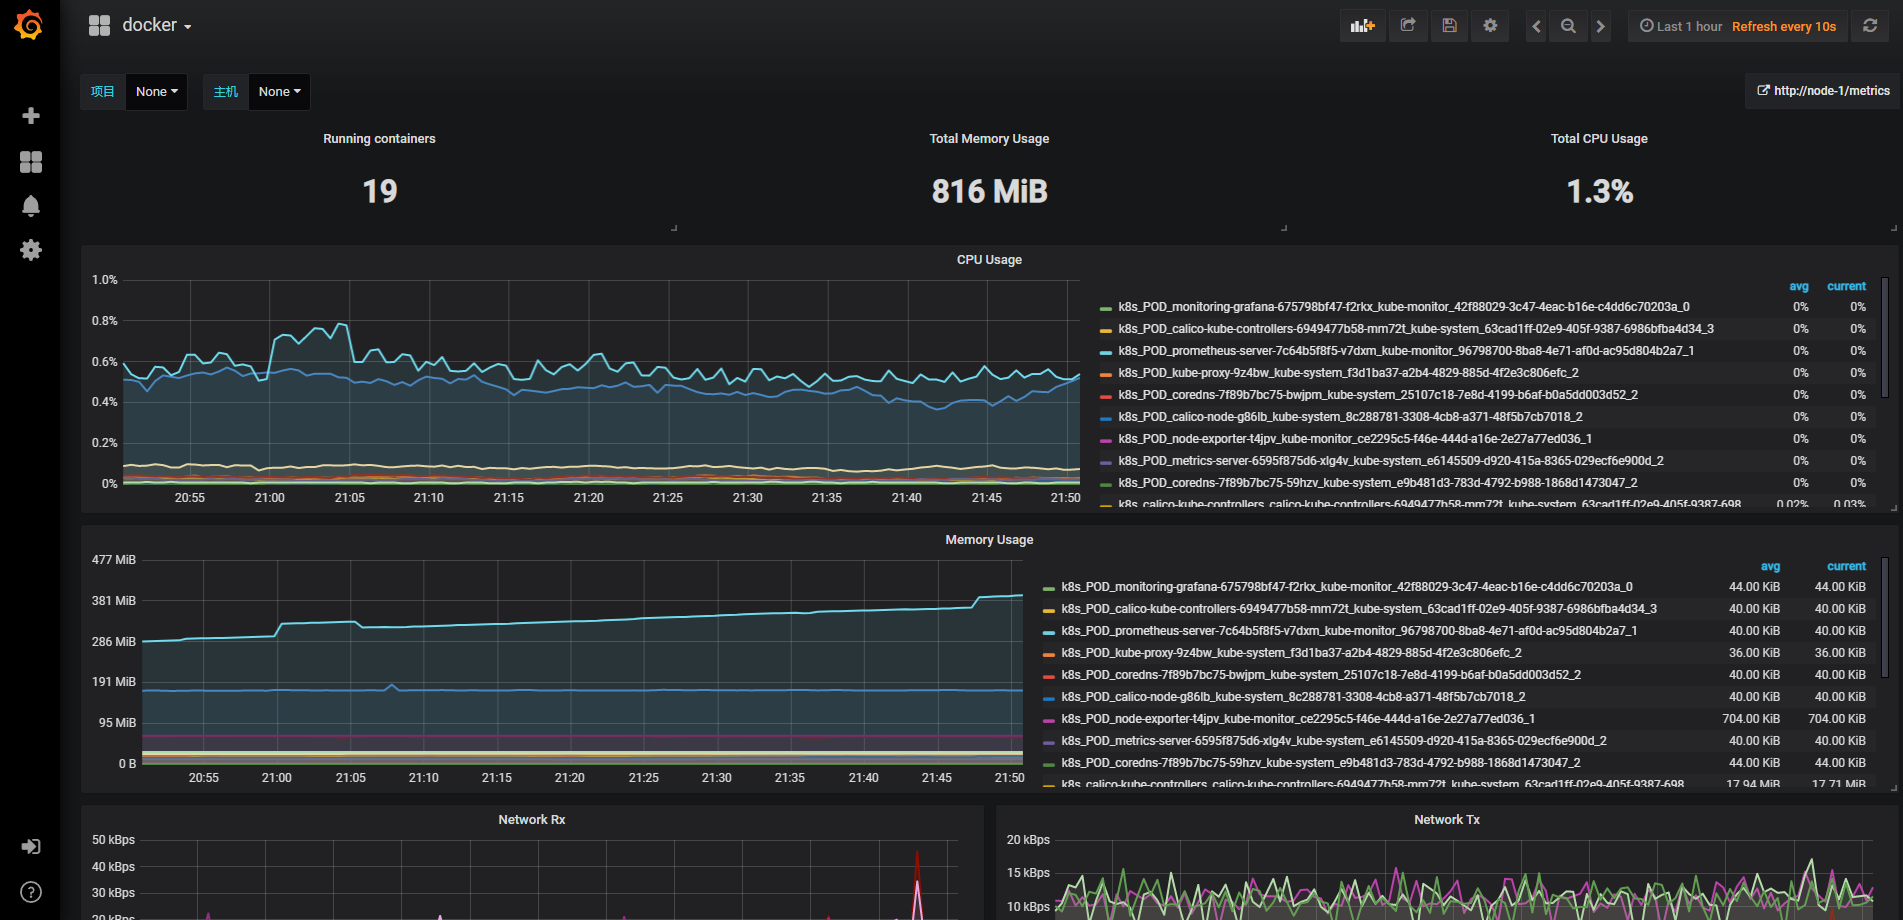 docker
Last 1 hour Refresh every 10s
项目 None 主机 None
http://node-1/metrics
Running containers
19
Total Memory Usage
816 MiB
Total CPU Usage
1.3%
CPU Usage
1.0%
0.8%
0.6%
0.4%
0.2%
0%
20:55 21:00 21:05 21:10 21:15 21:20 21:25 21:30 21:35 21:40 21:45 21:50
avg current
k8s_POD_monitoring-grafana-675798bf47-f2rkx_kube-monitor_42f88029-3c47-4eac-b16e-c4dd6c70203a_0 0% 0%
k8s_POD_calico-kube-controllers-6949477b58-mm72t_kube-system_63cad1ff-02e9-405f-9387-6986bfba4d34_3 0% 0%
k8s_POD_prometheus-server-7c64b5f8f5-v7dxm_kube-monitor_96798700-8ba8-4e71-af0d-ac95d804b2a7_1 0% 0%
k8s_POD_kube-proxy-9z4bw_kube-system_f3d1ba37-a2b4-4829-885d-4f2e3c806efc_2 0% 0%
k8s_POD_coredns-7f89b7bc75-bwjpm_kube-system_25107c18-7e8d-4199-b6af-b0a5dd003d52_2 0% 0%
k8s_POD_calico-node-g86lb_kube-system_8c288781-3308-4cb8-a371-48f5b7cb7018_2 0% 0%
k8s_POD_node-exporter-t4jpv_kube-monitor_ce2295c5-f46e-444d-a16e-2e27a77ed036_1 0% 0%
k8s_POD_metrics-server-6595f875d6-xlg4v_kube-system_e6145509-d920-415a-8365-029ecf6e900d_2 0% 0%
k8s_POD_coredns-7f89b7bc75-59hzv_kube-system_e9b481d3-783d-4792-b988-1868d1473047_2 0% 0%
k8s_calico-kube-controllers_calico-kube-controllers-6949477b58-mm72t_kube-system_63cad1ff-02e9-405f-9387-698 0.02% 0.03%
Memory Usage
477 MiB
381 MiB
286 MiB
191 MiB
95 MiB
0 B
20:55 21:00 21:05 21:10 21:15 21:20 21:25 21:30 21:35 21:40 21:45 21:50
avg current
k8s_POD_monitoring-grafana-675798bf47-f2rkx_kube-monitor_42f88029-3c47-4eac-b16e-c4dd6c70203a_0 44.00 KiB 44.00 KiB
k8s_POD_calico-kube-controllers-6949477b58-mm72t_kube-system_63cad1ff-02e9-405f-9387-6986bfba4d34_3 40.00 KiB 40.00 KiB
k8s_POD_prometheus-server-7c64b5f8f5-v7dxm_kube-monitor_96798700-8ba8-4e71-af0d-ac95d804b2a7_1 40.00 KiB 40.00 KiB
k8s_POD_kube-proxy-9z4bw_kube-system_f3d1ba37-a2b4-4829-885d-4f2e3c806efc_2 36.00 KiB 36.00 KiB
k8s_POD_coredns-7f89b7bc75-bwjpm_kube-system_25107c18-7e8d-4199-b6af-b0a5dd003d52_2 40.00 KiB 40.00 KiB
k8s_POD_calico-node-g86lb_kube-system_8c288781-3308-4cb8-a371-48f5b7cb7018_2 40.00 KiB 40.00 KiB
k8s_POD_node-exporter-t4jpv_kube-monitor_ce2295c5-f46e-444d-a16e-2e27a77ed036_1 704.00 KiB 704.00 KiB
k8s_POD_metrics-server-6595f875d6-xlg4v_kube-system_e6145509-d920-415a-8365-029ecf6e900d_2 40.00 KiB 40.00 KiB
k8s_POD_coredns-7f89b7bc75-59hzv_kube-system_e9b481d3-783d-4792-b988-1868d1473047_2 44.00 KiB 44.00 KiB
k8s_calico-kube-controllers_calico-kube-controllers-6949477b58-mm72t_kube-system_63cad1ff-02e9-405f-9387-698 17.94 MiB 17.71 MiB
Network Rx
50 kBps
40 kBps
30 kBps
20 kBps
Network Tx
20 kBps
15 kBps
10 kBps